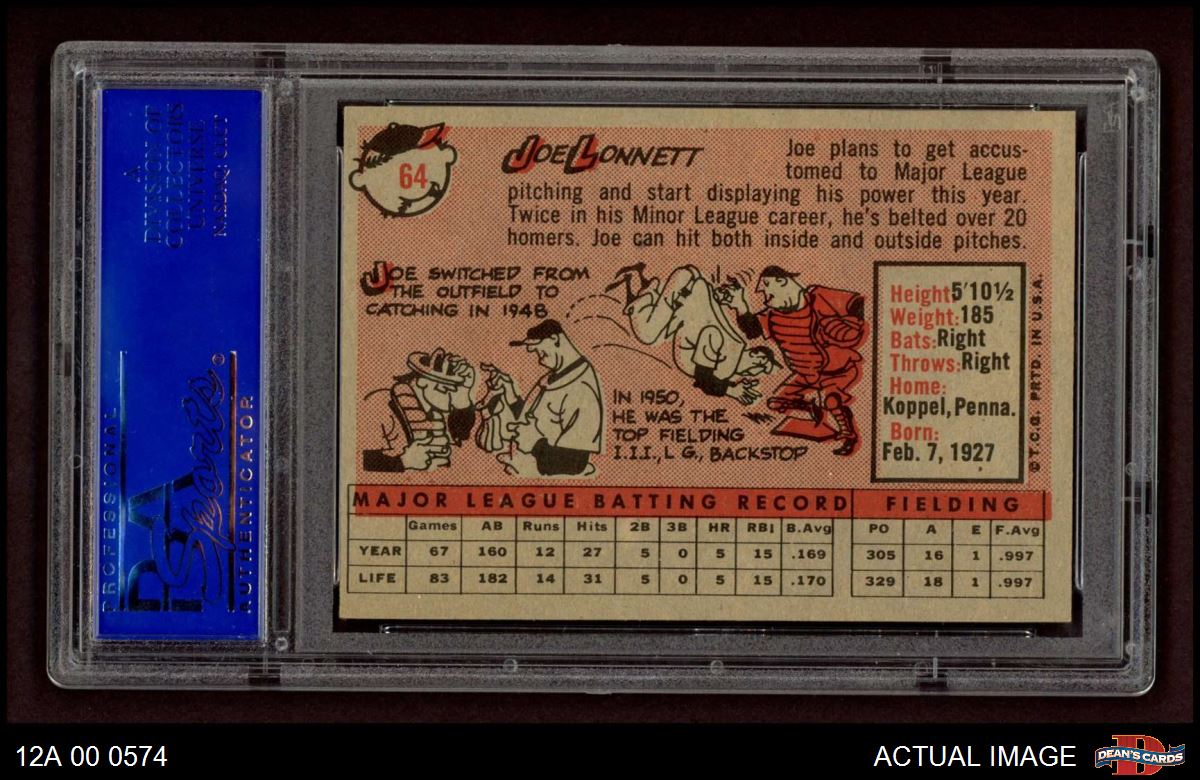 A
DIVISION OF
COLLECTORS
UNIVERSE
NASDAQ: CLCT
PROFESSIONAL
PSA
Sports®
AUTHENTICATOR
64
JOE LONNETT
Joe plans to get accus-
tomed to Major League
pitching and start displaying his power this year.
Twice in his Minor League career, he's belted over 20
homers. Joe can hit both inside and outside pitches.
JOE SWITCHED FROM
THE OUTFIELD TO
CATCHING IN 1948
IN 1950,
HE WAS THE
TOP FIELDING
I.I.I., LG., BACKSTOP
Height: 5'10½
Weight: 185
Bats: Right
Throws: Right
Home:
Koppel, Penna.
Born:
Feb. 7, 1927
© T.C.G. PRTD. IN U.S.A.
MAJOR LEAGUE BATTING RECORD FIELDING
Games AB Runs Hits 2B 3B HR RBI B.Avg PO A E F.Avg
YEAR 67 160 12 27 5 0 5 15 .169 305 16 1 .997
LIFE 83 182 14 31 5 0 5 15 .170 329 18 1 .997
12A 00 0574
ACTUAL IMAGE
DEAN'S CARDS